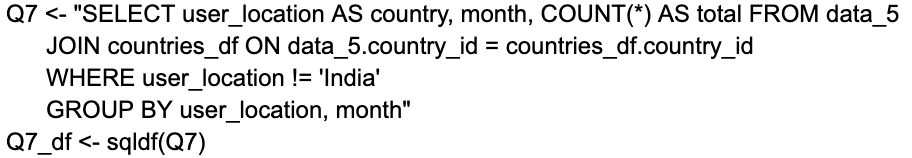 Q7 <- "SELECT user_location AS country, month, COUNT(*) AS total FROM data_5
JOIN countries_df ON data_5.country_id = countries_df.country_id
WHERE user_location != 'India'
GROUP BY user_location, month"
Q7_df <- sqldf(Q7)